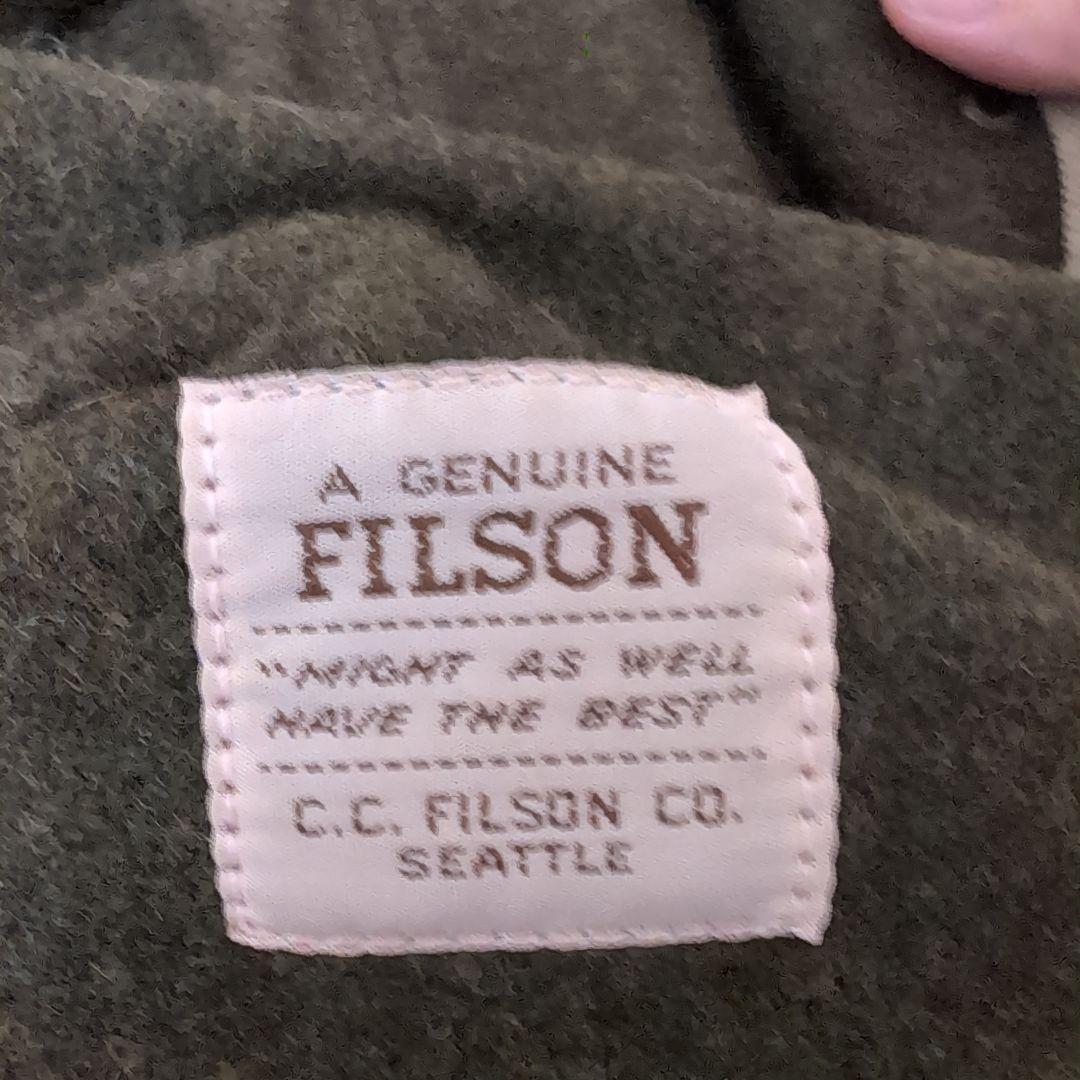 A GENUINE
FILSON
"MIGHT AS WELL
HAVE THE BEST"
C.C. FILSON CO.
SEATTLE